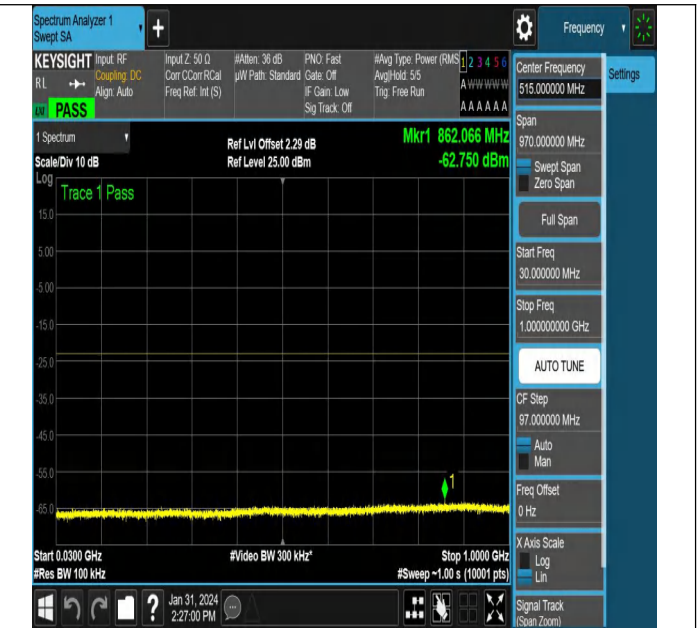 Spectrum Analyzer 1
Swept SA
+
Frequency
KEYSIGHT
RL
LXI
PASS
Input: RF
Coupling: DC
Align: Auto
Input Z: 50 Ω
Corr CCorr RCal
Freq Ref: Int (S)
#Atten: 36 dB
µW Path: Standard
PNO: Fast
Gate: Off
IF Gain: Low
Sig Track: Off
#Avg Type: Power (RMS
Avg|Hold: 5/5
Trig: Free Run
1 2 3 4 5 6
A W W W W W
A A A A A A
1 Spectrum
Scale/Div 10 dB
Ref Lvl Offset 2.29 dB
Ref Level 25.00 dBm
Mkr1 862.066 MHz
-62.750 dBm
Log
Trace 1 Pass
15.0
5.00
-5.00
-15.0
-25.0
-35.0
-45.0
-55.0
-65.0
1
Start 0.0300 GHz
#Res BW 100 kHz
#Video BW 300 kHz*
Stop 1.0000 GHz
#Sweep ~1.00 s (10001 pts)
?
Jan 31, 2024
2:27:00 PM
Center Frequency
515.000000 MHz
Settings
Span
970.000000 MHz
Swept Span
Zero Span
Full Span
Start Freq
30.000000 MHz
Stop Freq
1.000000000 GHz
AUTO TUNE
CF Step
97.000000 MHz
Auto
Man
Freq Offset
0 Hz
X Axis Scale
Log
Lin
Signal Track
(Span Zoom)